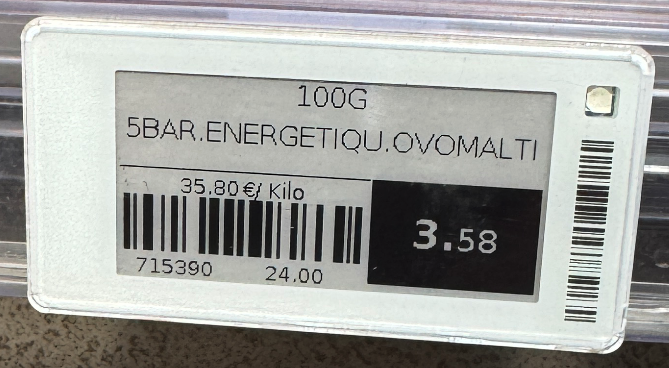 100G
5BAR.ENERGETIQU.OVOMALTI
35.80 €/ Kilo
3.58
715390 24.00